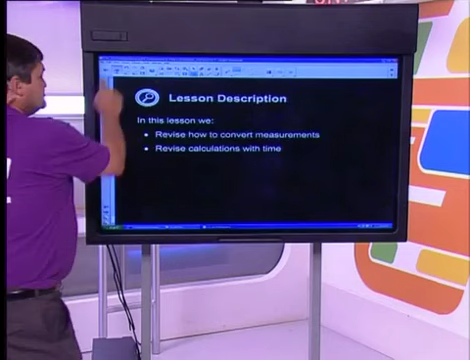 Lesson Description
In this lesson we:
• Revise how to convert measurements
• Revise calculations with time